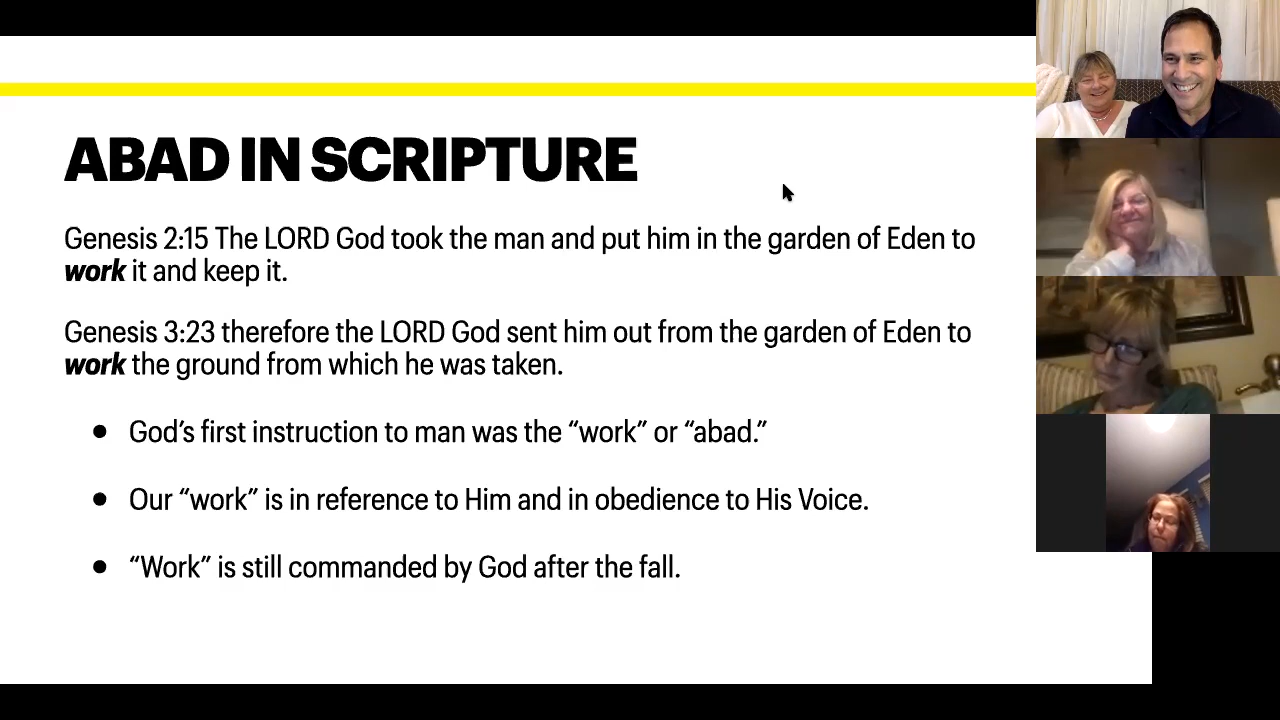 ABAD IN SCRIPTURE
Genesis 2:15 The LORD God took the man and put him in the garden of Eden to
work it and keep it.
Genesis 3:23 therefore the LORD God sent him out from the garden of Eden to
work the ground from which he was taken.
● God’s first instruction to man was the “work” or “abad.”
● Our “work” is in reference to Him and in obedience to His Voice.
● “Work” is still commanded by God after the fall.